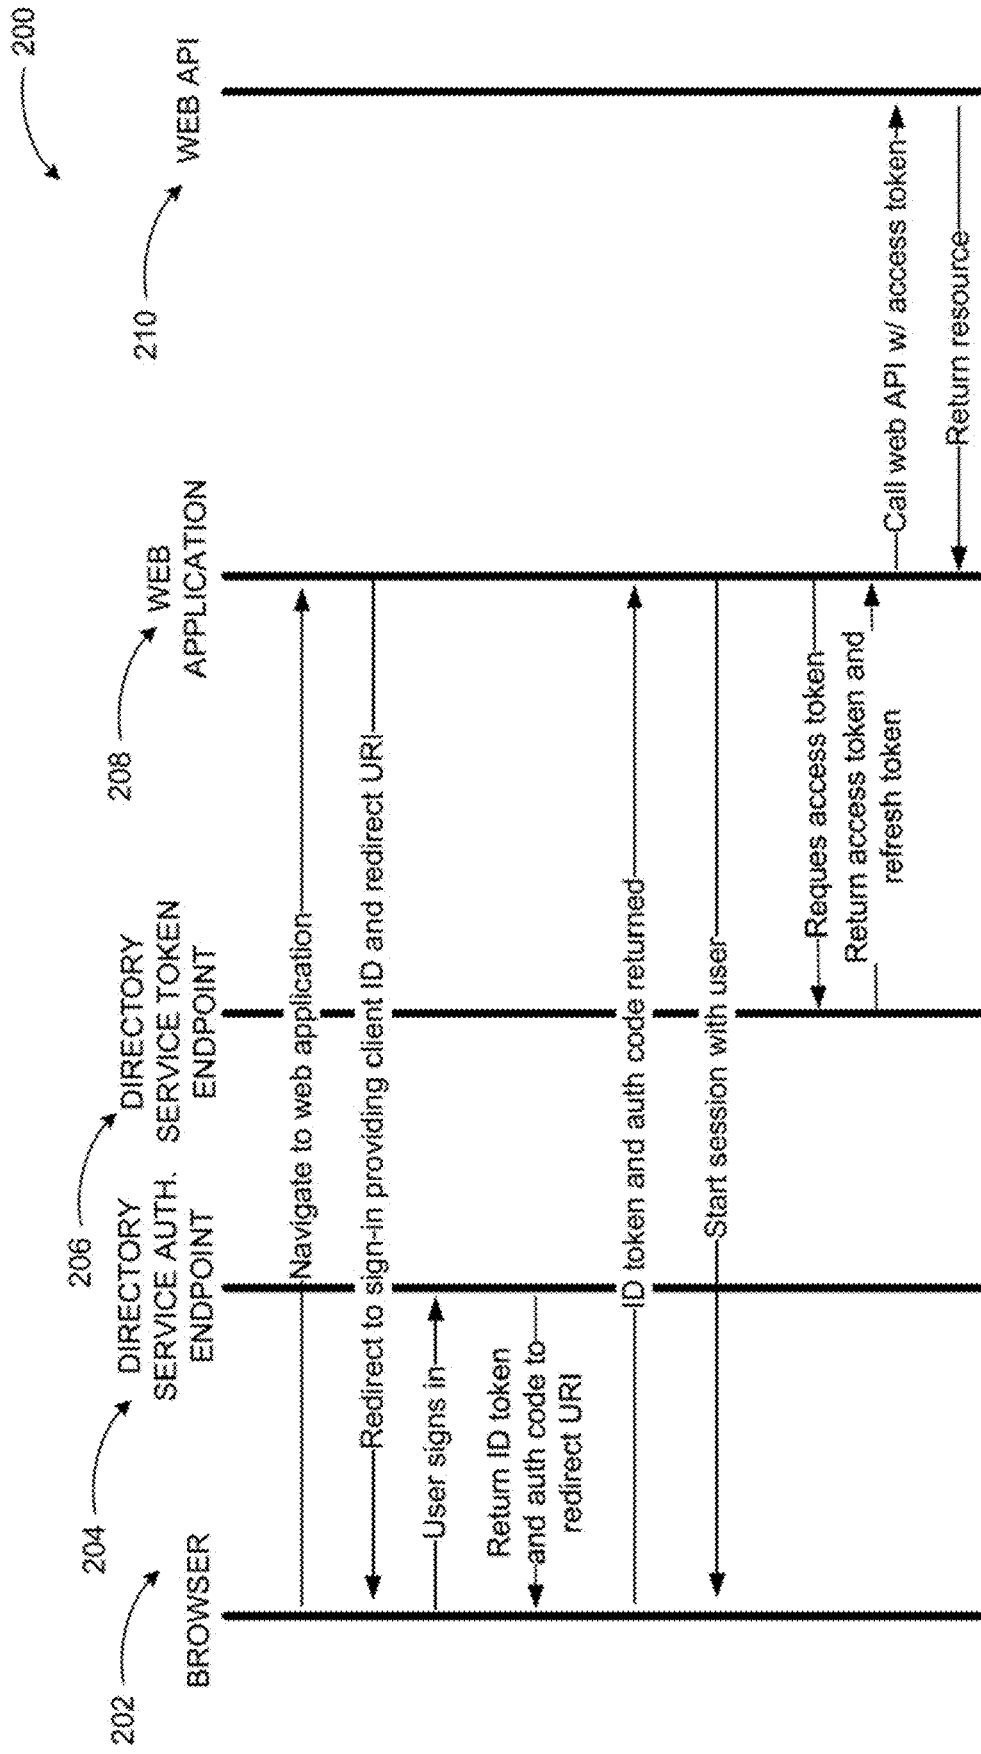 200
202
BROWSER
204
DIRECTORY
SERVICE AUTH.
ENDPOINT
206
DIRECTORY
SERVICE TOKEN
ENDPOINT
208
WEB
APPLICATION
210
WEB API
Navigate to web application
Redirect to sign-in providing client ID and redirect URI
User signs in
Return ID token
and auth code to
redirect URI
ID token and auth code returned
Start session with user
Reques access token
Return access token and
refresh token
Call web API w/ access token
Return resource